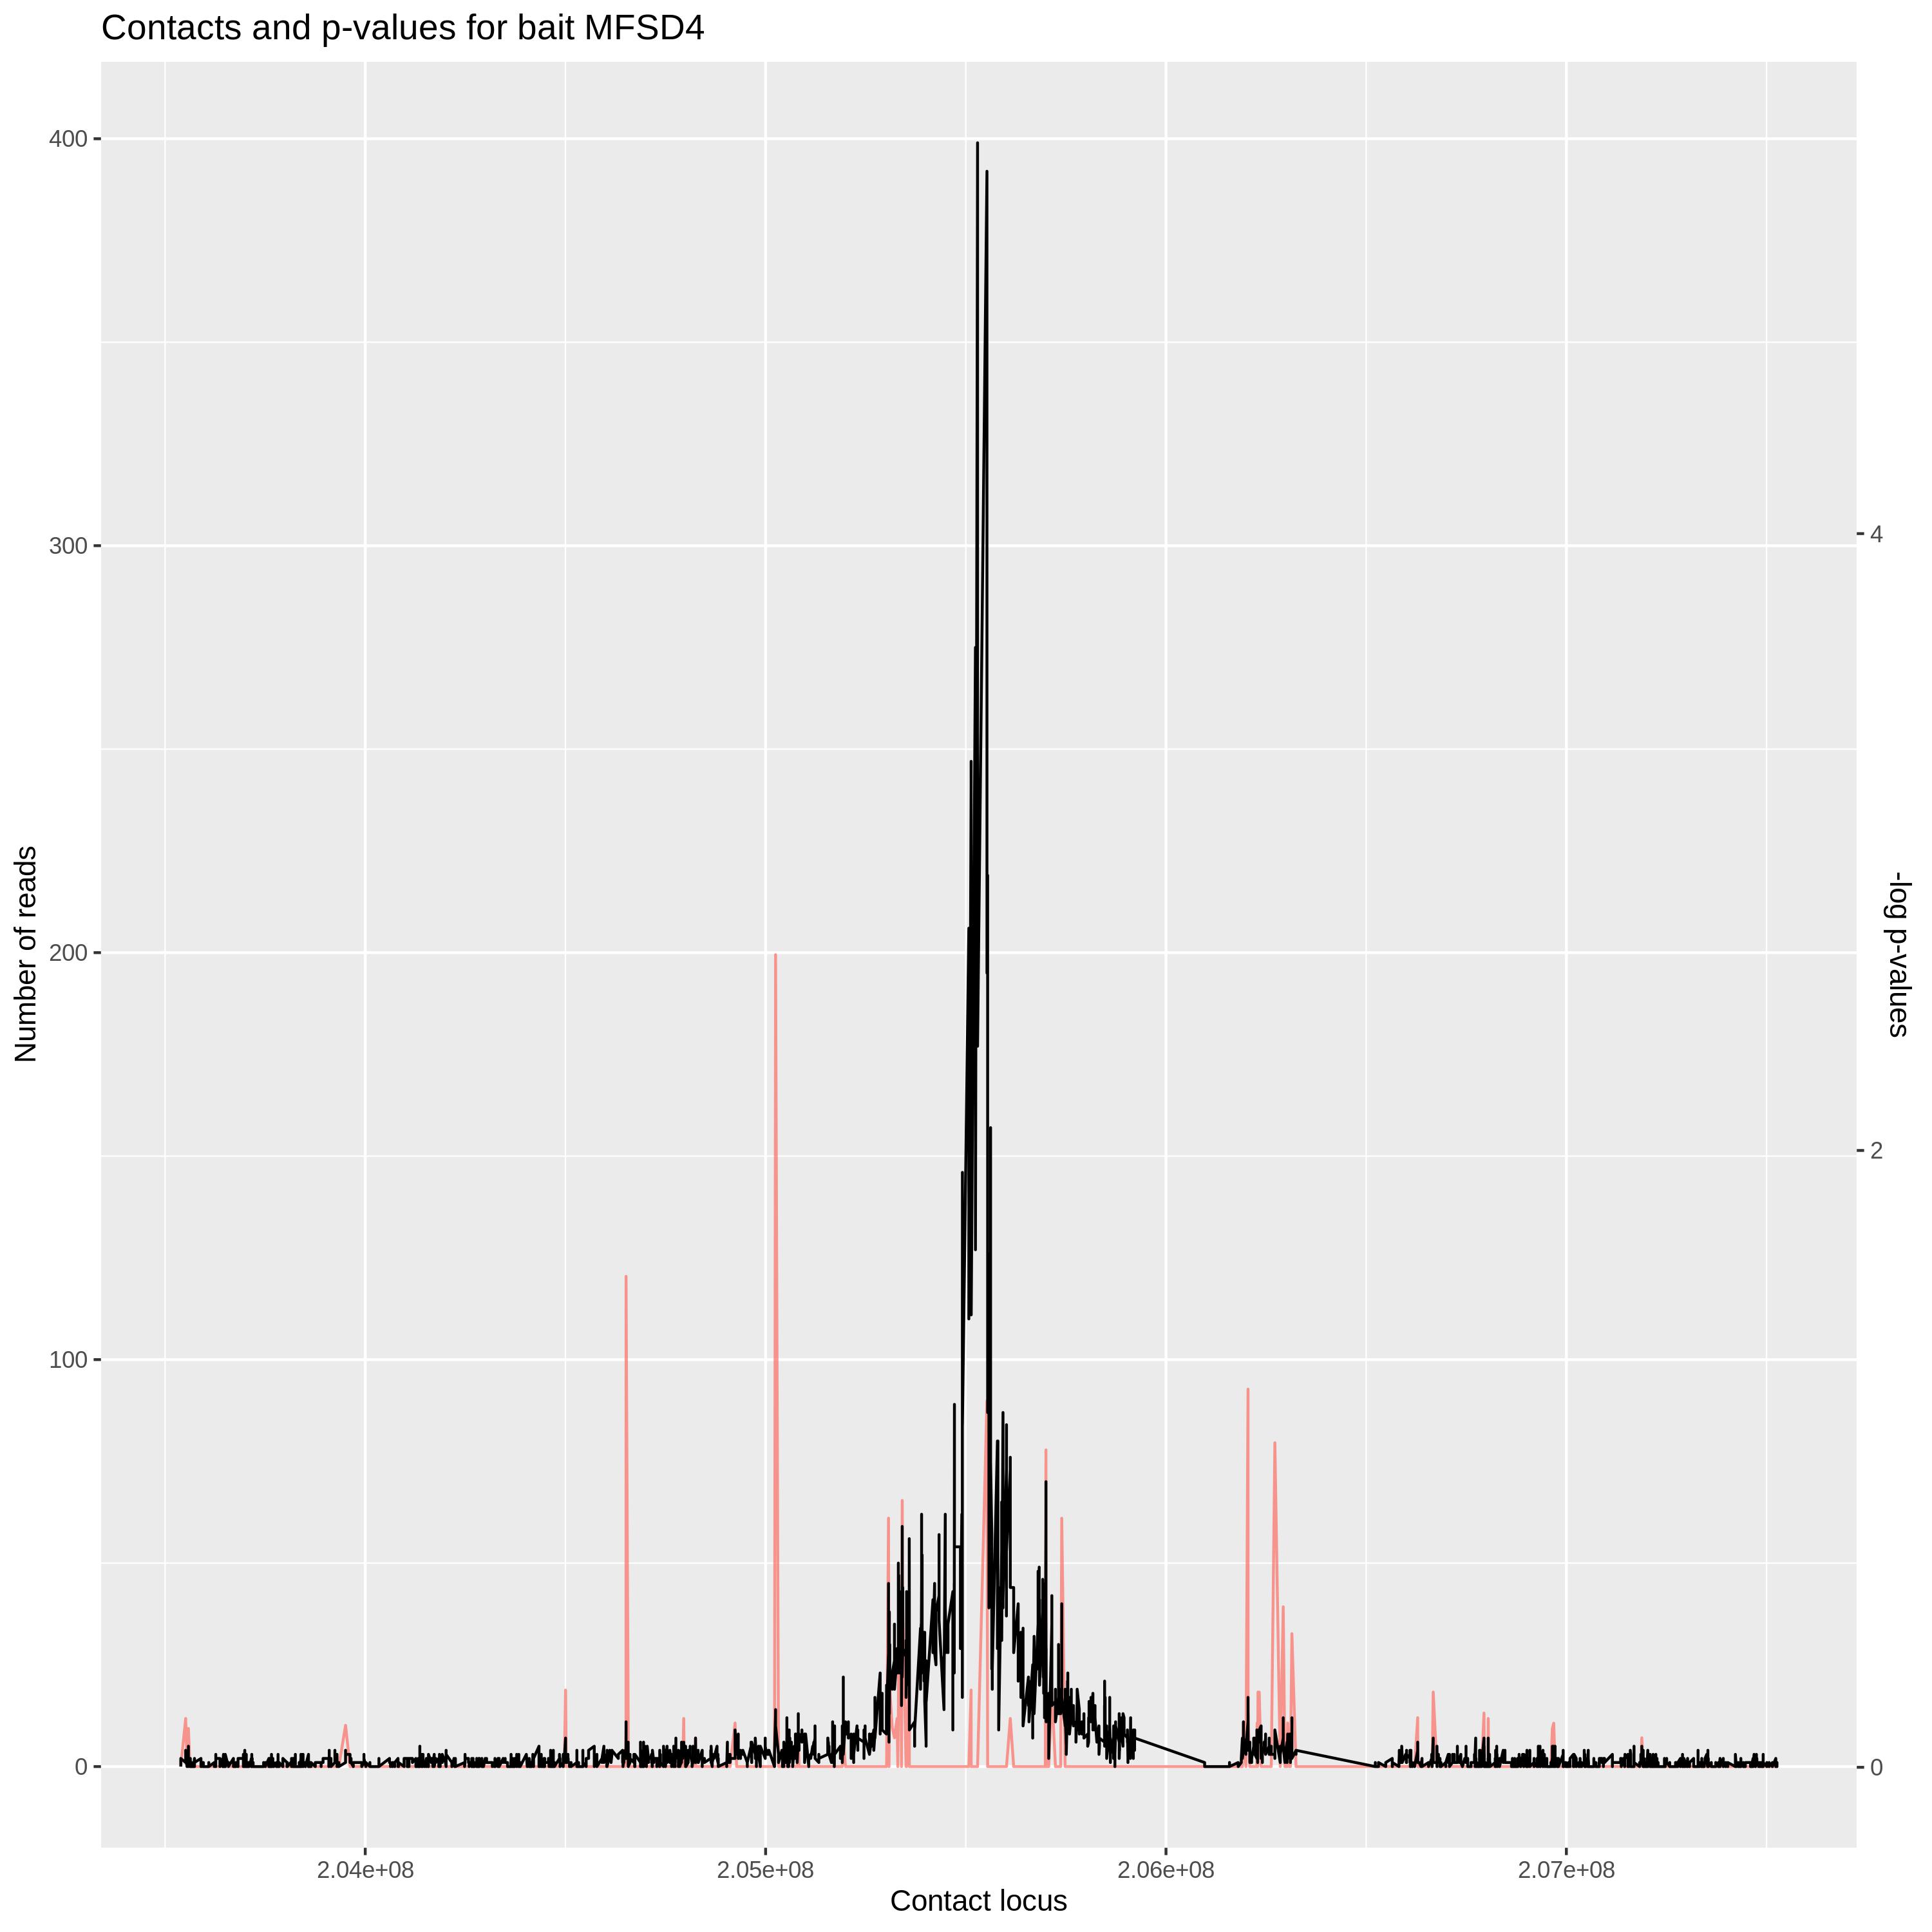 Contacts and p-values for bait MFSD4
400
300
200
100
0
Number of reads
4
2
0
-log p-values
2.04e+08
2.05e+08
2.06e+08
2.07e+08
Contact locus